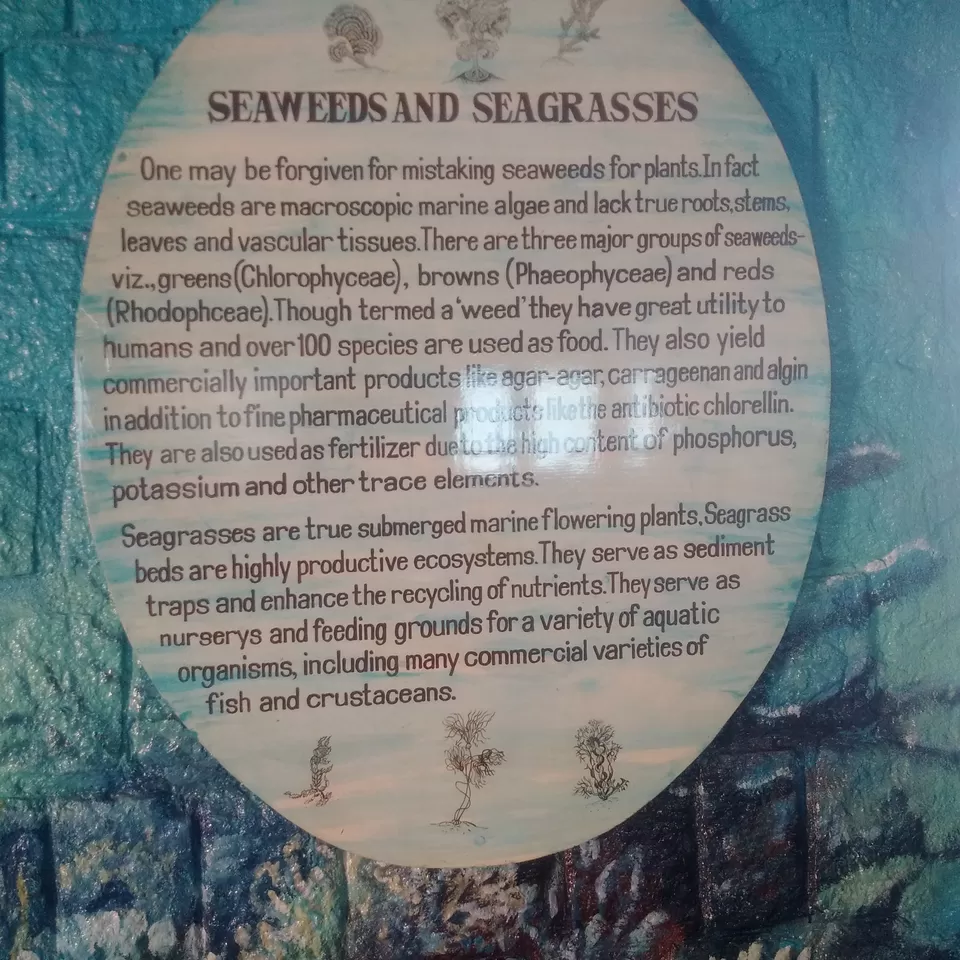 SEAWEEDS AND SEAGRASSES
One may be forgiven for mistaking seaweeds for plants.In fact
seaweeds are macroscopic marine algae and lack true roots,stems,
leaves and vascular tissues.There are three major groups of seaweeds-
viz.,greens(Chlorophyceae), browns (Phaeophyceae) and reds
(Rhodophceae).Though termed a 'weed' they have great utility to
humans and over 100 species are used as food. They also yield
commercially important products like agar-agar, carrageenan and algin
in addition to fine pharmaceutical products like the antibiotic chlorellin.
They are also used as fertilizer due to the high content of phosphorus,
potassium and other trace elements.
Seagrasses are true submerged marine flowering plants,Seagrass
beds are highly productive ecosystems.They serve as sediment
traps and enhance the recycling of nutrients.They serve as
nurserys and feeding grounds for a variety of aquatic
organisms, including many commercial varieties of
fish and crustaceans.